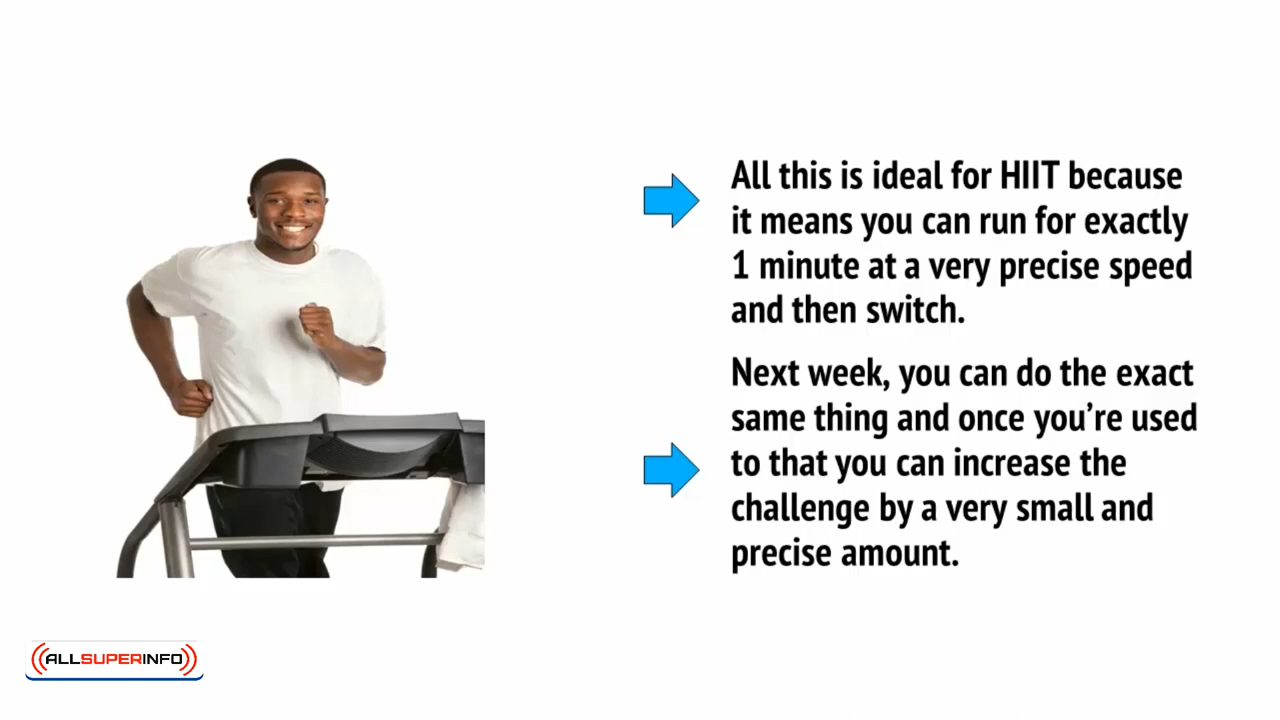 All this is ideal for HIIT because
it means you can run for exactly
1 minute at a very precise speed
and then switch.
Next week, you can do the exact
same thing and once you're used
to that you can increase the
challenge by a very small and
precise amount.
ALLSUPERINFO